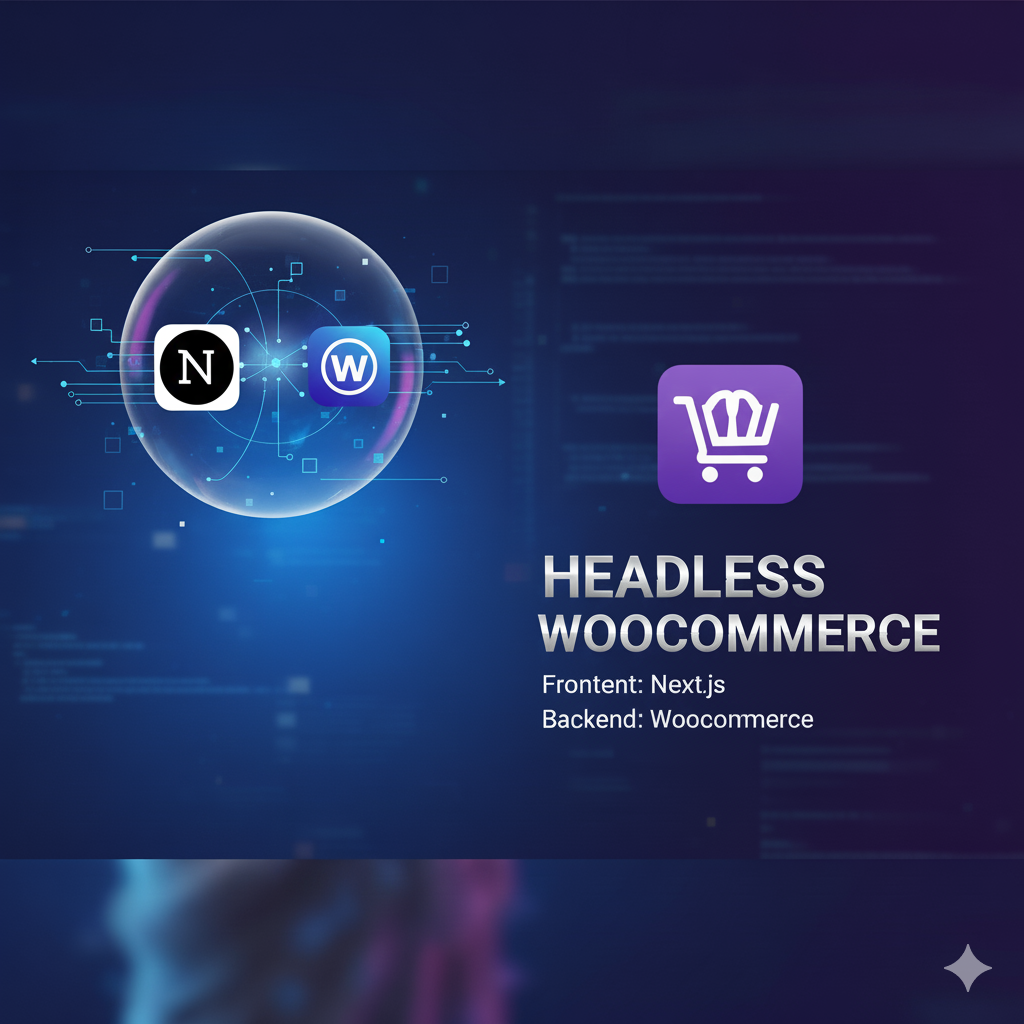 N
W
HEADLESS
WOOCOMMERCE
Frontent: Next.js
Backend: Woocommerce